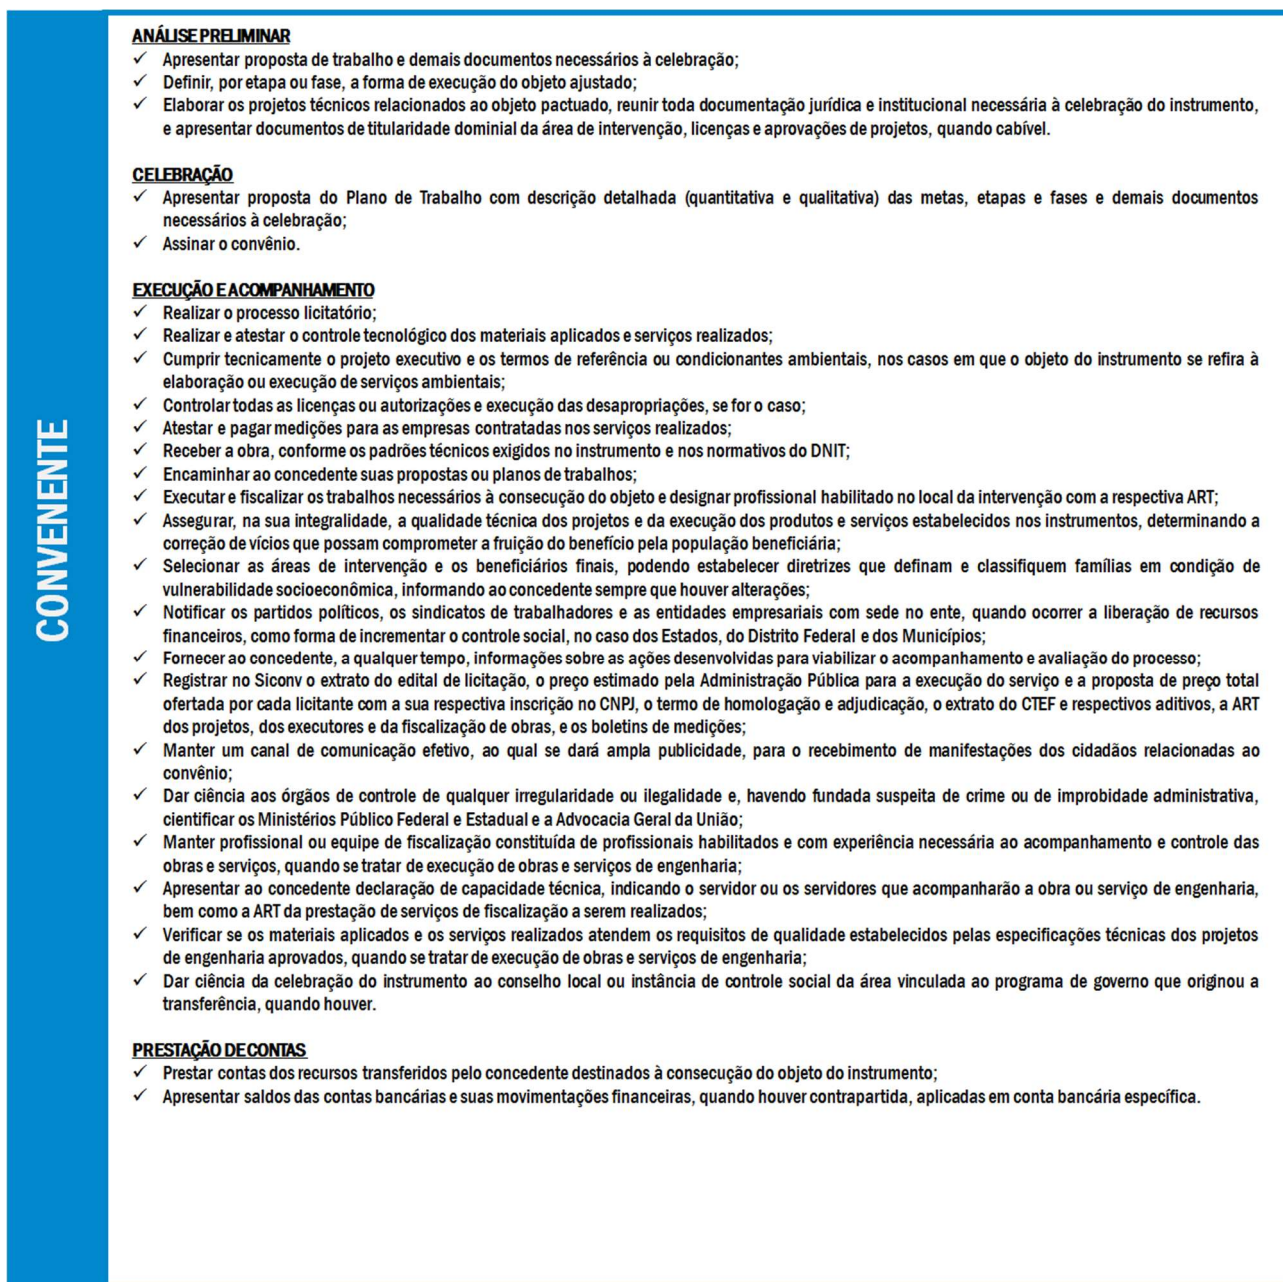 CONVENENTE
ANÁLISE PRELIMINAR
✓ Apresentar proposta de trabalho e demais documentos necessários à celebração;
✓ Definir, por etapa ou fase, a forma de execução do objeto ajustado;
✓ Elaborar os projetos técnicos relacionados ao objeto pactuado, reunir toda documentação jurídica e institucional necessária à celebração do instrumento,
e apresentar documentos de titularidade dominial da área de intervenção, licenças e aprovações de projetos, quando cabível.
CELEBRAÇÃO
✓ Apresentar proposta do Plano de Trabalho com descrição detalhada (quantitativa e qualitativa) das metas, etapas e fases e demais documentos
necessários à celebração;
✓ Assinar o convênio.
EXECUÇÃO E ACOMPANHAMENTO
✓ Realizar o processo licitatório;
✓ Realizar e atestar o controle tecnológico dos materiais aplicados e serviços realizados;
✓ Cumprir tecnicamente o projeto executivo e os termos de referência ou condicionantes ambientais, nos casos em que o objeto do instrumento se refira à
elaboração ou execução de serviços ambientais;
✓ Controlar todas as licenças ou autorizações e execução das desapropriações, se for o caso;
✓ Atestar e pagar medições para as empresas contratadas nos serviços realizados;
✓ Receber a obra, conforme os padrões técnicos exigidos no instrumento e nos normativos do DNIT;
✓ Encaminhar ao concedente suas propostas ou planos de trabalhos;
✓ Executar e fiscalizar os trabalhos necessários à consecução do objeto e designar profissional habilitado no local da intervenção com a respectiva ART;
✓ Assegurar, na sua integralidade, a qualidade técnica dos projetos e da execução dos produtos e serviços estabelecidos nos instrumentos, determinando a
correção de vícios que possam comprometer a fruição do benefício pela população beneficiária;
✓ Selecionar as áreas de intervenção e os beneficiários finais, podendo estabelecer diretrizes que definam e classifiquem famílias em condição de
vulnerabilidade socioeconômica, informando ao concedente sempre que houver alterações;
✓ Notificar os partidos políticos, os sindicatos de trabalhadores e as entidades empresariais com sede no ente, quando ocorrer a liberação de recursos
financeiros, como forma de incrementar o controle social, no caso dos Estados, do Distrito Federal e dos Municípios;
✓ Fornecer ao concedente, a qualquer tempo, informações sobre as ações desenvolvidas para viabilizar o acompanhamento e avaliação do processo;
✓ Registrar no Siconv o extrato do edital de licitação, o preço estimado pela Administração Pública para a execução do serviço e a proposta de preço total
ofertada por cada licitante com a sua respectiva inscrição no CNPJ, o termo de homologação e adjudicação, o extrato do CTEF e respectivos aditivos, a ART
dos projetos, dos executores e da fiscalização de obras, e os boletins de medições;
✓ Manter um canal de comunicação efetivo, ao qual se dará ampla publicidade, para o recebimento de manifestações dos cidadãos relacionadas ao
convênio;
✓ Dar ciência aos órgãos de controle de qualquer irregularidade ou ilegalidade e, havendo fundada suspeita de crime ou de improbidade administrativa,
cientificar os Ministérios Público Federal e Estadual e a Advocacia Geral da União;
✓ Manter profissional ou equipe de fiscalização constituída de profissionais habilitados e com experiência necessária ao acompanhamento e controle das
obras e serviços, quando se tratar de execução de obras e serviços de engenharia;
✓ Apresentar ao concedente declaração de capacidade técnica, indicando o servidor ou os servidores que acompanharão a obra ou serviço de engenharia,
bem como a ART da prestação de serviços de fiscalização a serem realizados;
✓ Verificar se os materiais aplicados e os serviços realizados atendem os requisitos de qualidade estabelecidos pelas especificações técnicas dos projetos
de engenharia aprovados, quando se tratar de execução de obras e serviços de engenharia;
✓ Dar ciência da celebração do instrumento ao conselho local ou instância de controle social da área vinculada ao programa de governo que originou a
transferência, quando houver.
PRESTAÇÃO DE CONTAS
✓ Prestar contas dos recursos transferidos pelo concedente destinados à consecução do objeto do instrumento;
✓ Apresentar saldos das contas bancárias e suas movimentações financeiras, quando houver contrapartida, aplicadas em conta bancária específica.